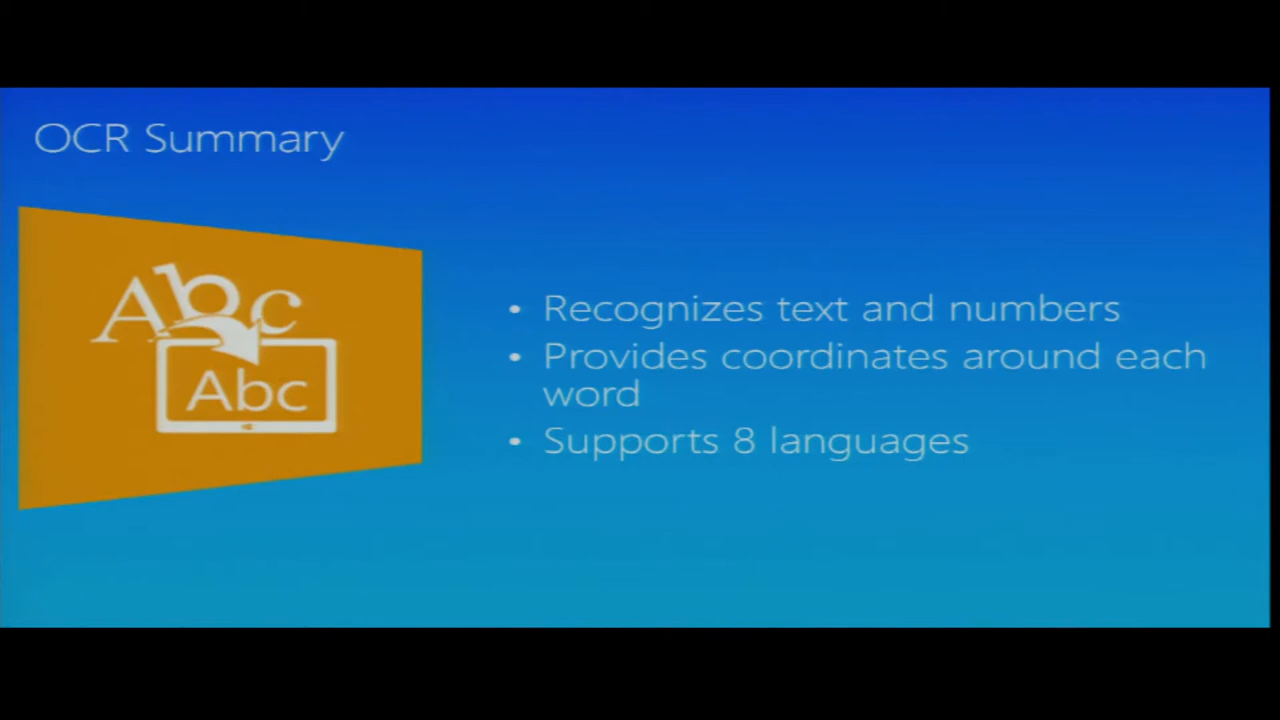 OCR Summary
Abc
Abc
• Recognizes text and numbers
• Provides coordinates around each
word
• Supports 8 languages